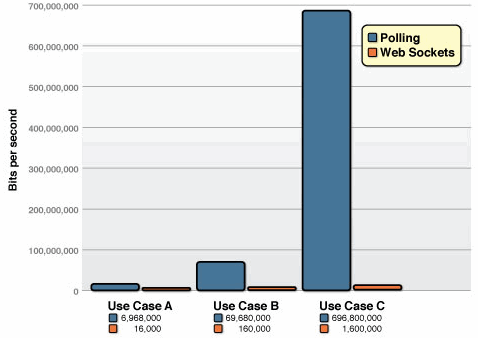 700,000,000
600,000,000
500,000,000
400,000,000
300,000,000
200,000,000
100,000,000
0
Bits per second
Polling
Web Sockets
Use Case A
6,968,000
16,000
Use Case B
69,680,000
160,000
Use Case C
696,800,000
1,600,000